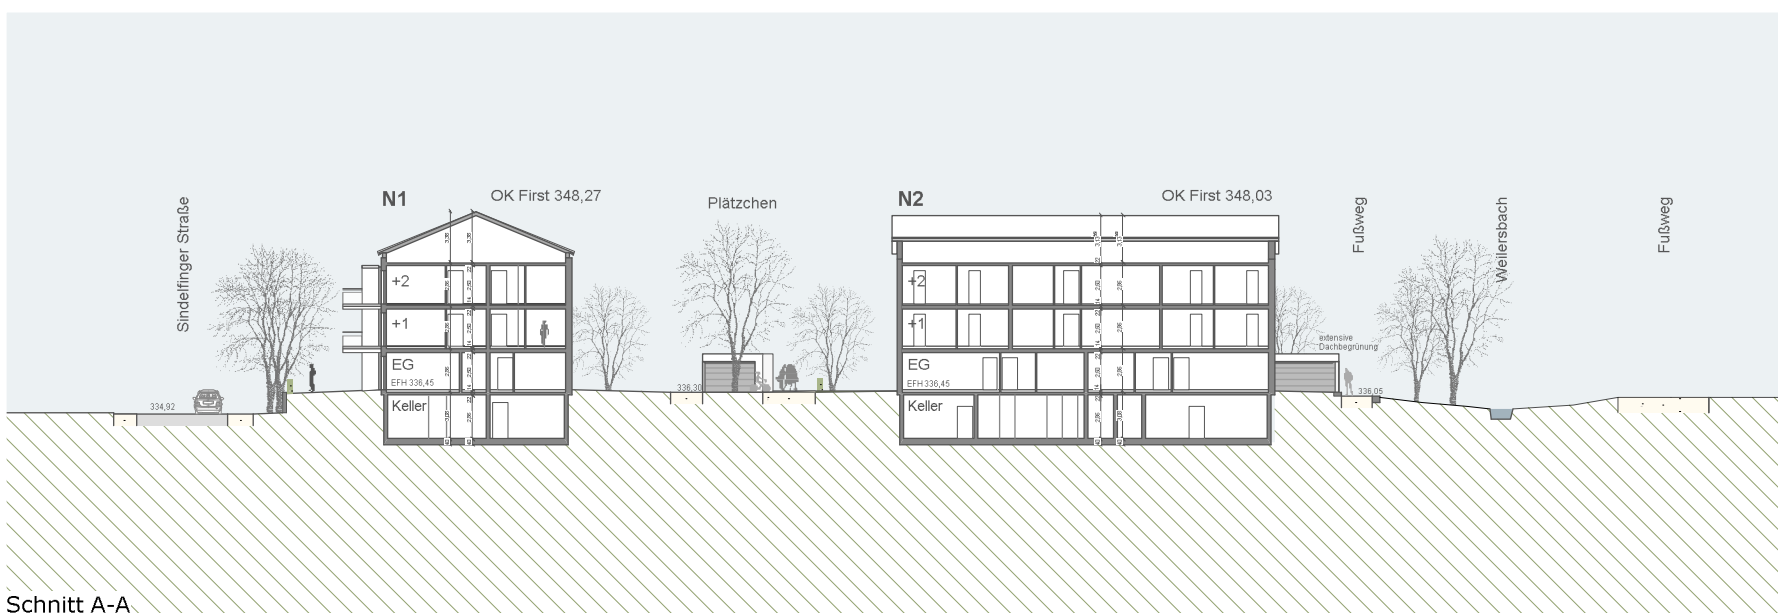 Sindelfinger Straße
N1
OK First 348,27
Plätzchen
N2
OK First 348,03
Fußweg
Weilersbach
Fußweg
+2
+1
EG
EFH 336,45
Keller
+2
+1
EG
EFH 336,45
Keller
extensive
Dachbegrünung
334,92
336,30
336,05
Schnitt A-A